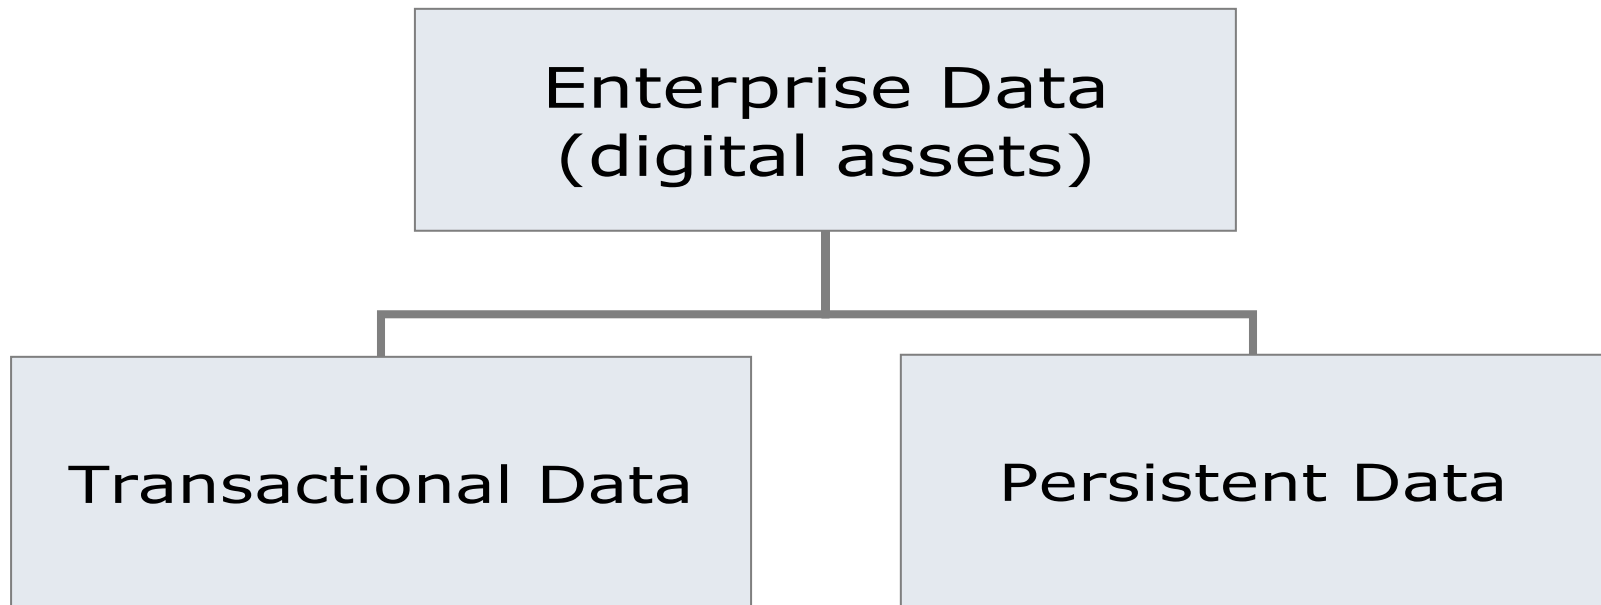 Enterprise Data
(digital assets)
Transactional Data
Persistent Data